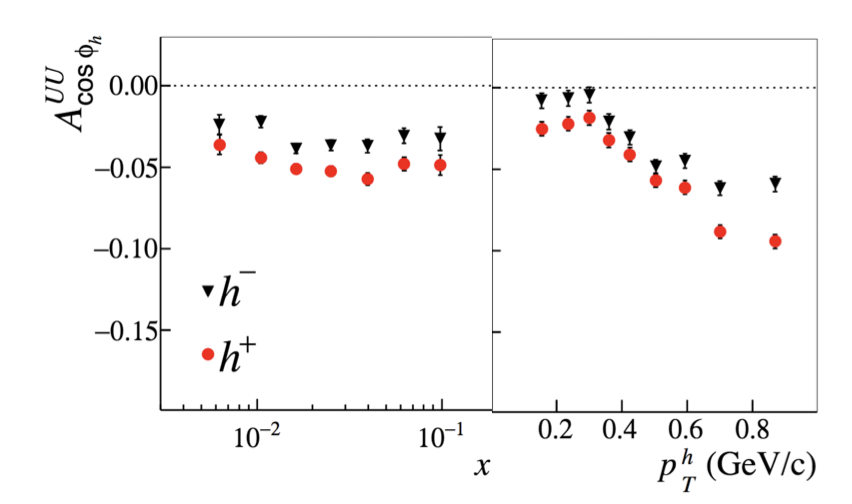 A^{UU}_{cos ϕ_h}
0.00
−0.05
−0.10
−0.15
h^−
h^+
10^{−2} 10^{−1} 0.2 0.4 0.6 0.8
x p_T^h (GeV/c)